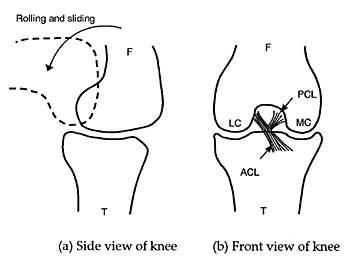 Rolling and sliding
F
T
(a) Side view of knee
F
PCL
LC
MC
ACL
T
(b) Front view of knee